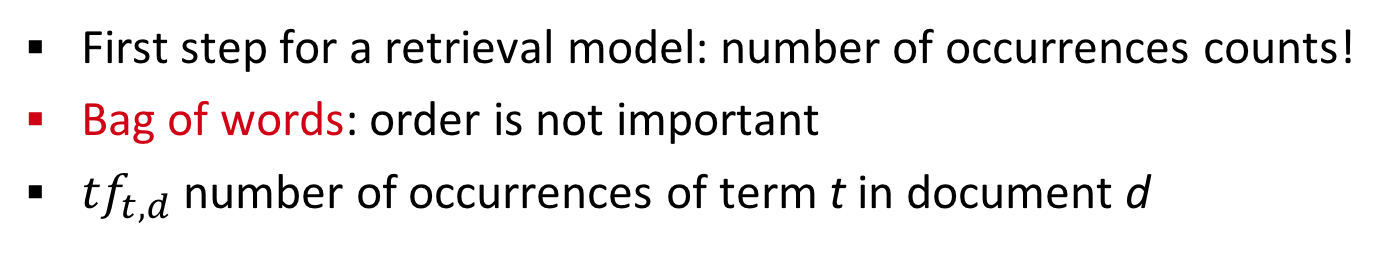 ▪ First step for a retrieval model: number of occurrences counts!
▪ Bag of words: order is not important
▪ $tf_{t,d}$ number of occurrences of term t in document d